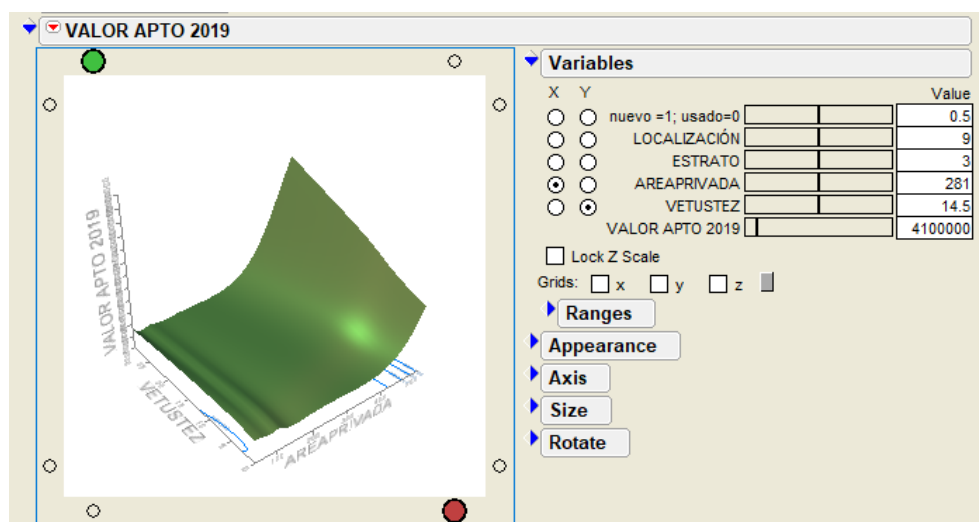 VALOR APTO 2019
Variables
X Y Value
nuevo =1; usado=0 0.5
LOCALIZACIÓN 9
ESTRATO 3
AREAPRIVADA 281
VETUSTEZ 14.5
VALOR APTO 2019 4100000
Lock Z Scale
Grids: x y z
Ranges
Appearance
Axis
Size
Rotate
VALOR APTO 2019
VETUSTEZ
AREAPRIVADA